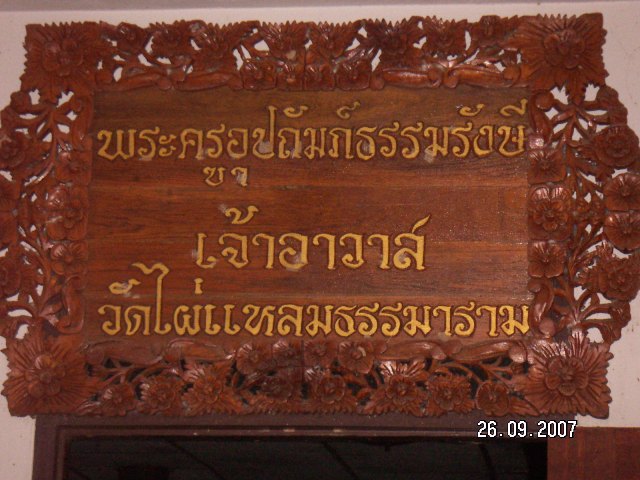 พระครูอุปถัมภ์ธรรมรังษี
เจ้าอาวาส
วัดไผ่แหลมธรรมาราม
26.09.2007